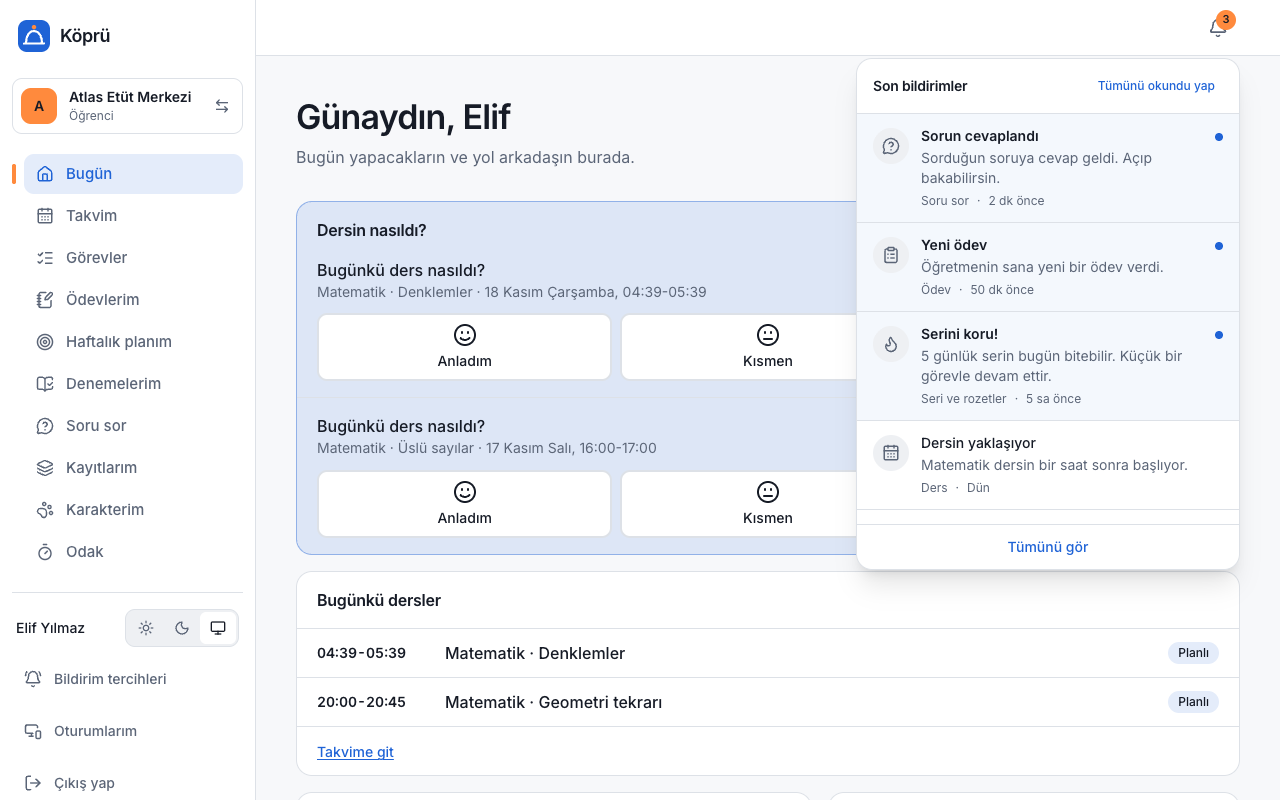 Köprü
3
A
Atlas Etüt Merkezi
Öğrenci
Bugün
Takvim
Görevler
Ödevlerim
Haftalık planım
Denemelerim
Soru sor
Kayıtlarım
Karakterim
Odak
Elif Yılmaz
Bildirim tercihleri
Oturumlarım
Çıkış yap
Günaydın, Elif
Bugün yapacakların ve yol arkadaşın burada.
Dersin nasıldı?
Bugünkü ders nasıldı?
Matematik · Denklemler · 18 Kasım Çarşamba, 04:39-05:39
Anladım
Kısmen
Bugünkü ders nasıldı?
Matematik · Üslü sayılar · 17 Kasım Salı, 16:00-17:00
Anladım
Kısmen
Son bildirimler
Tümünü okundu yap
Sorun cevaplandı
Sorduğun soruya cevap geldi. Açıp
bakabilirsin.
Soru sor · 2 dk önce
Yeni ödev
Öğretmenin sana yeni bir ödev verdi.
Ödev · 50 dk önce
Serini koru!
5 günlük serin bugün bitebilir. Küçük bir
görevle devam ettir.
Seri ve rozetler · 5 sa önce
Dersin yaklaşıyor
Matematik dersin bir saat sonra başlıyor.
Ders · Dün
Tümünü gör
Bugünkü dersler
04:39-05:39 Matematik · Denklemler Planlı
20:00-20:45 Matematik · Geometri tekrarı Planlı
Takvime git